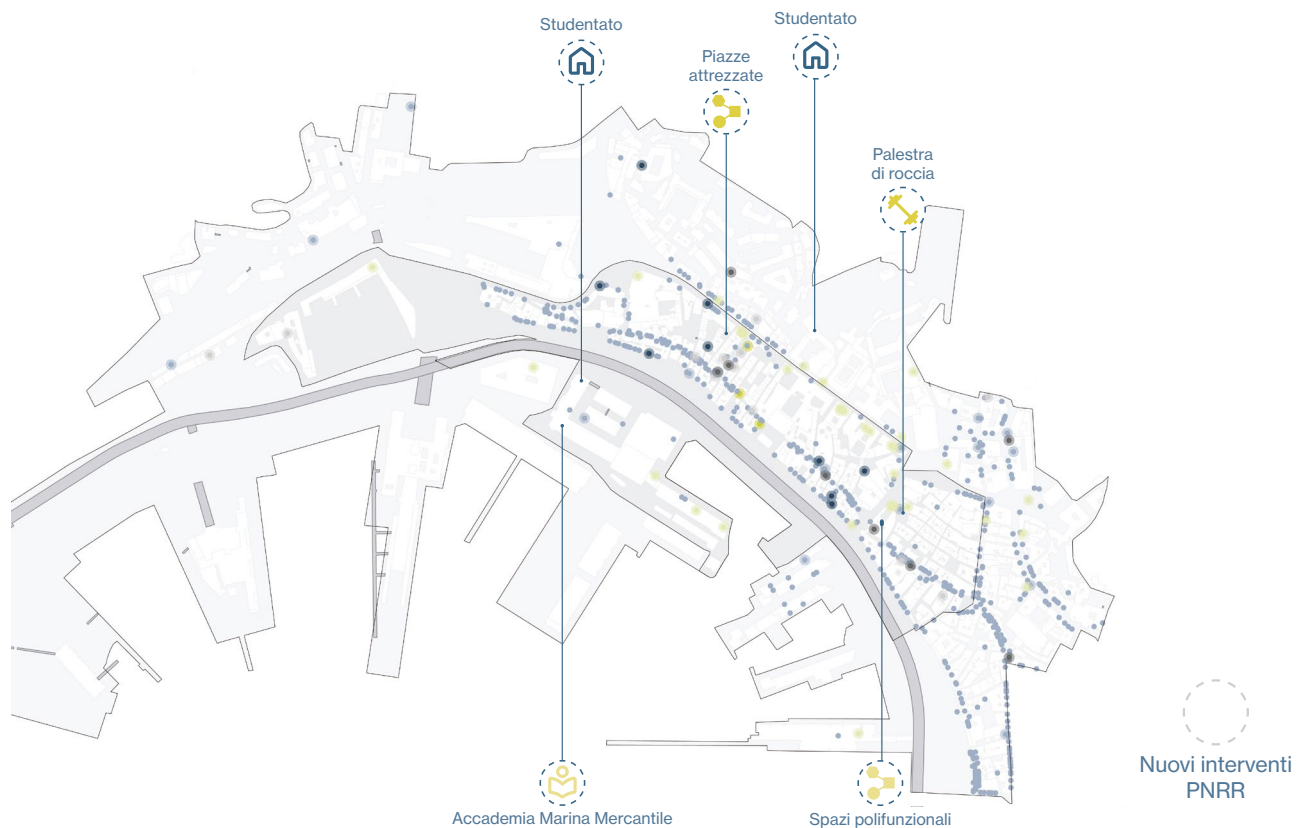 Studentato
Studentato
Piazze
attrezzate
Palestra
di roccia
Nuovi interventi
PNRR
Accademia Marina Mercantile
Spazi polifunzionali